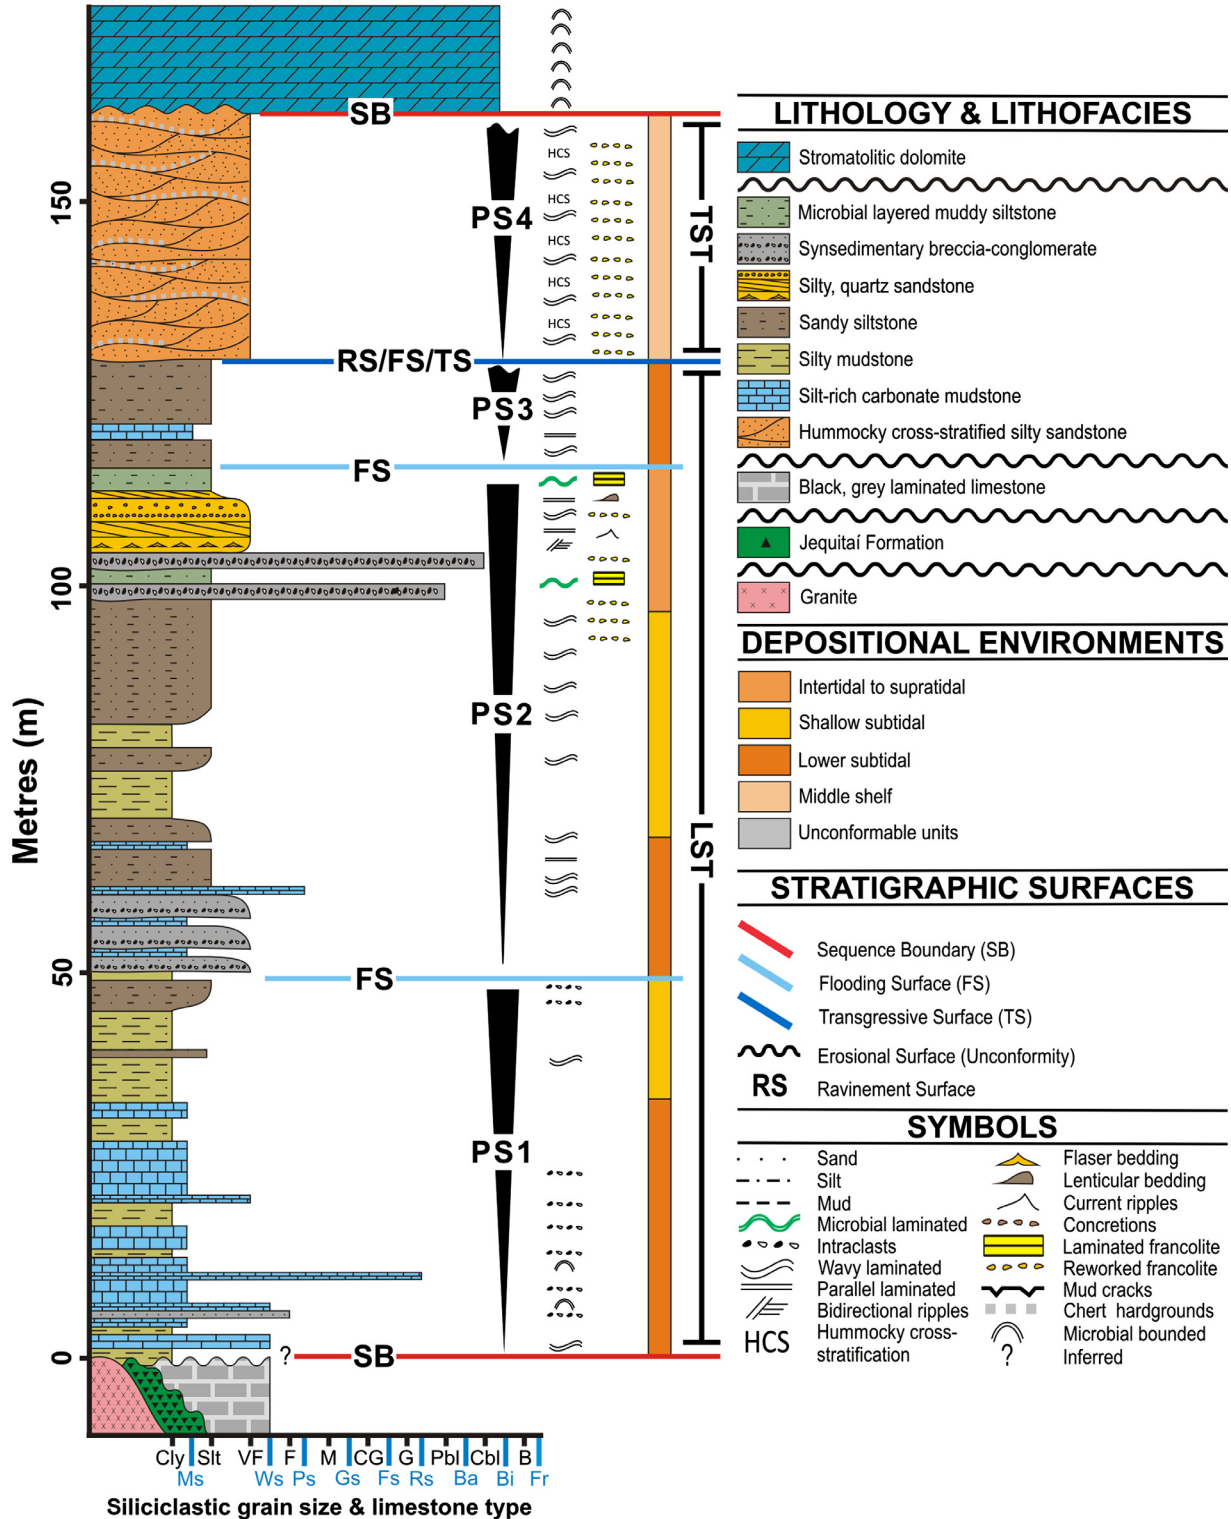 SB
HCS
HCS
HCS
HCS
HCS
PS4
TST
150
RS/FS/TS
PS3
FS
100
PS2
LST
Metres (m)
50
FS
PS1
0
?
SB
Cly Slt VF F M CG G Pbl Cbl B
Ms Ws Ps Gs Fs Rs Ba Bi Fr
Siliciclastic grain size & limestone type
LITHOLOGY & LITHOFACIES
Stromatolitic dolomite
Microbial layered muddy siltstone
Synsedimentary breccia-conglomerate
Silty, quartz sandstone
Sandy siltstone
Silty mudstone
Silt-rich carbonate mudstone
Hummocky cross-stratified silty sandstone
Black, grey laminated limestone
Jequitaí Formation
Granite
DEPOSITIONAL ENVIRONMENTS
Intertidal to supratidal
Shallow subtidal
Lower subtidal
Middle shelf
Unconformable units
STRATIGRAPHIC SURFACES
Sequence Boundary (SB)
Flooding Surface (FS)
Transgressive Surface (TS)
Erosional Surface (Unconformity)
RS Ravinement Surface
SYMBOLS
Sand
Silt
Mud
Microbial laminated
Intraclasts
Wavy laminated
Parallel laminated
Bidirectional ripples
HCS Hummocky cross-
stratification
Flaser bedding
Lenticular bedding
Current ripples
Concretions
Laminated francolite
Reworked francolite
Mud cracks
Chert hardgrounds
Microbial bounded
? Inferred